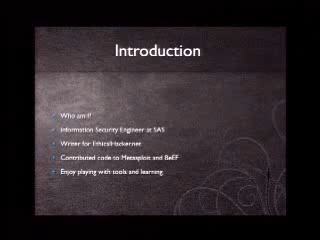 Introduction
Who am I?
Information Security Engineer at SAS
Writer for EthicalHacker.net
Contributed code to Metasploit and BeEF
Enjoy playing with tools and learning